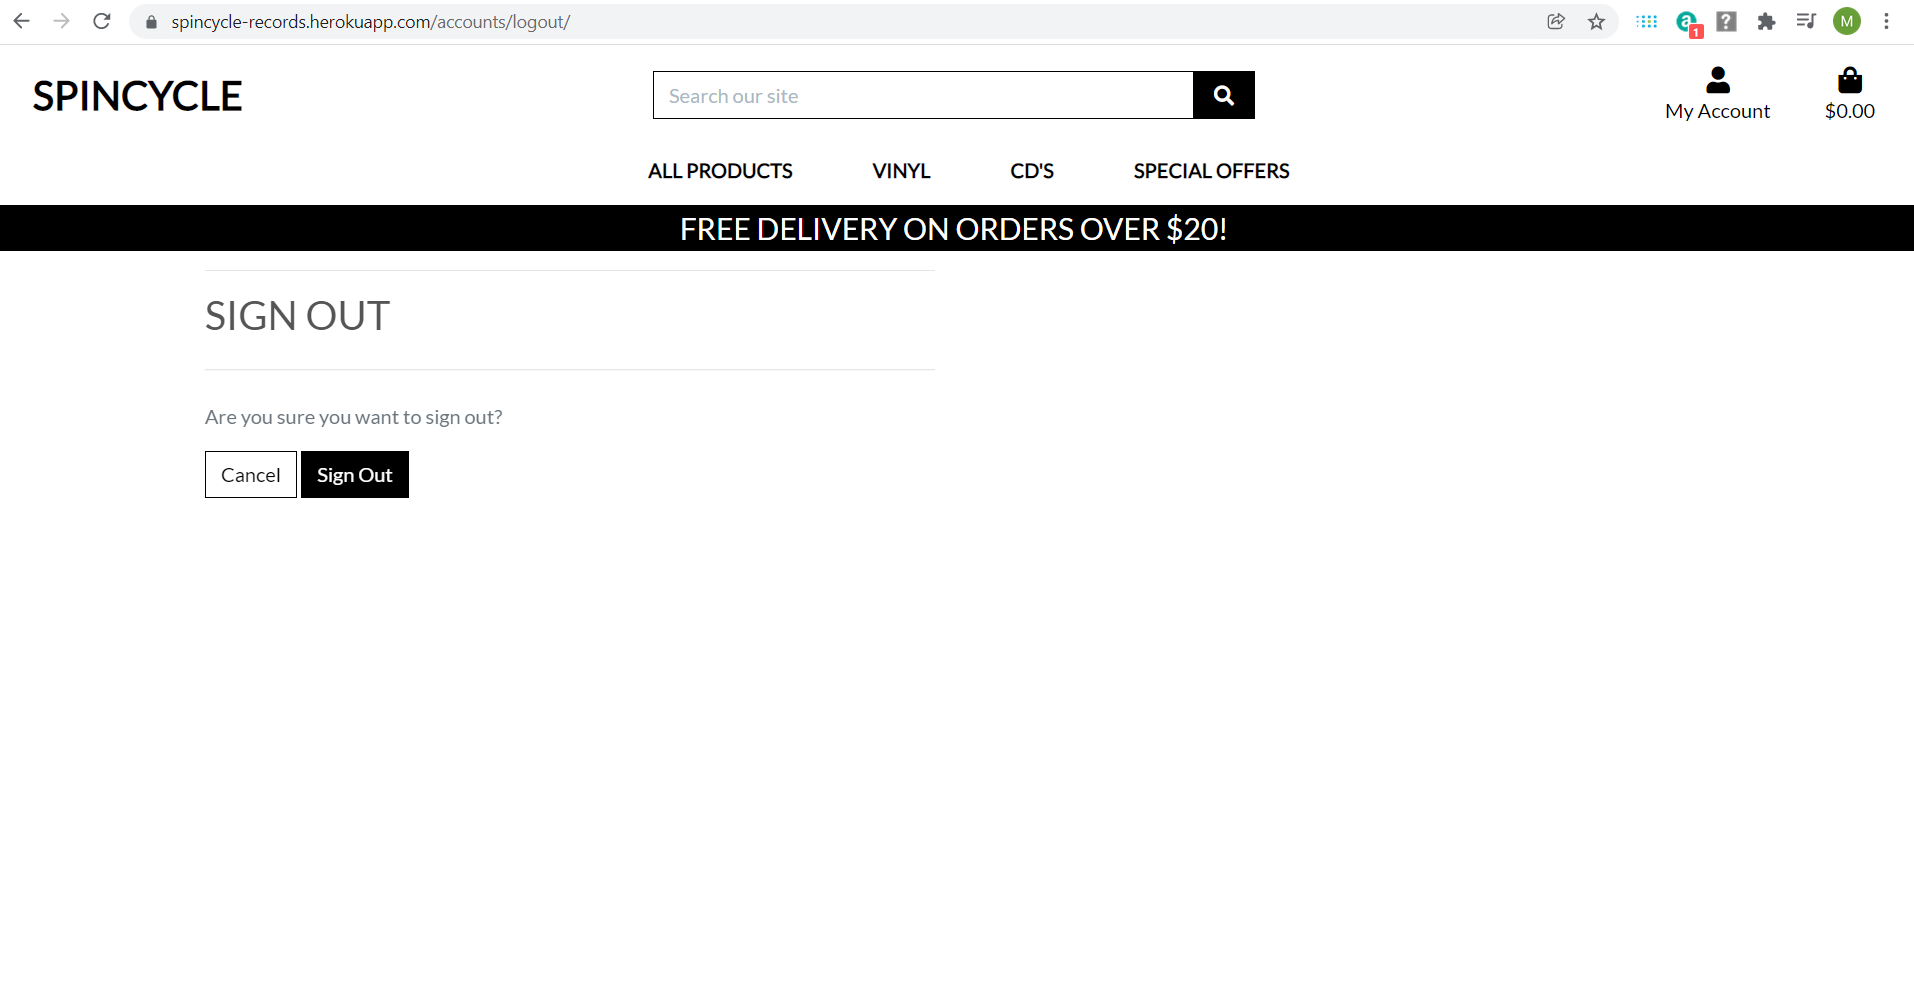 spincycle-records.herokuapp.com/accounts/logout/
1
M
SPINCYCLE
Search our site
My Account
$0.00
ALL PRODUCTS
VINYL
CD'S
SPECIAL OFFERS
FREE DELIVERY ON ORDERS OVER $20!
SIGN OUT
Are you sure you want to sign out?
Cancel
Sign Out